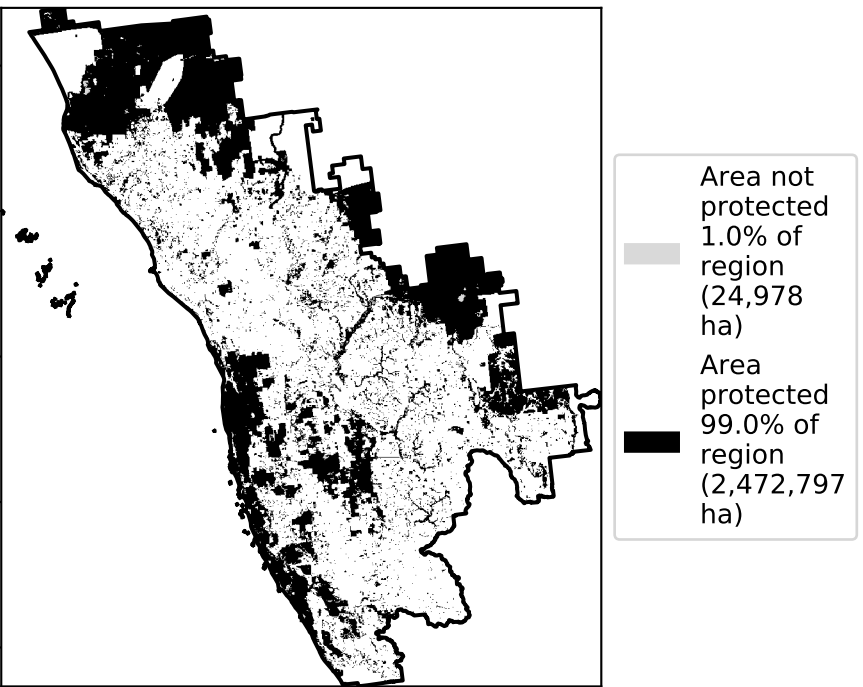 Area not
protected
1.0% of
region
(24,978
ha)
Area
protected
99.0% of
region
(2,472,797
ha)